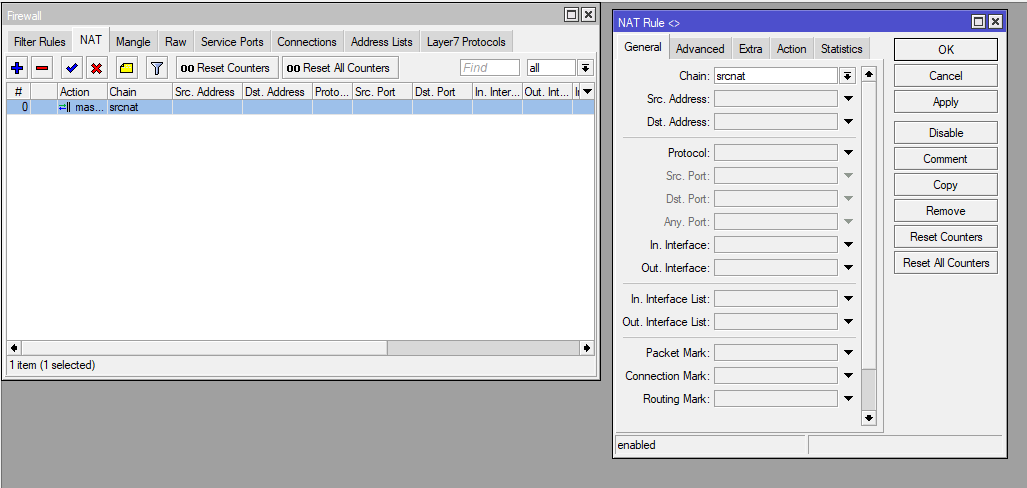 Firewall
Filter Rules NAT Mangle Raw Service Ports Connections Address Lists Layer7 Protocols
00 Reset Counters 00 Reset All Counters Find all
# Action Chain Src. Address Dst. Address Proto... Src. Port Dst. Port In. Inter... Out. Int... I
0 mas... srcnat
1 item (1 selected)
NAT Rule <>
General Advanced Extra Action Statistics
Chain: srcnat
Src. Address:
Dst. Address:
Protocol:
Src. Port:
Dst. Port:
Any. Port:
In. Interface:
Out. Interface:
In. Interface List:
Out. Interface List:
Packet Mark:
Connection Mark:
Routing Mark:
OK
Cancel
Apply
Disable
Comment
Copy
Remove
Reset Counters
Reset All Counters
enabled